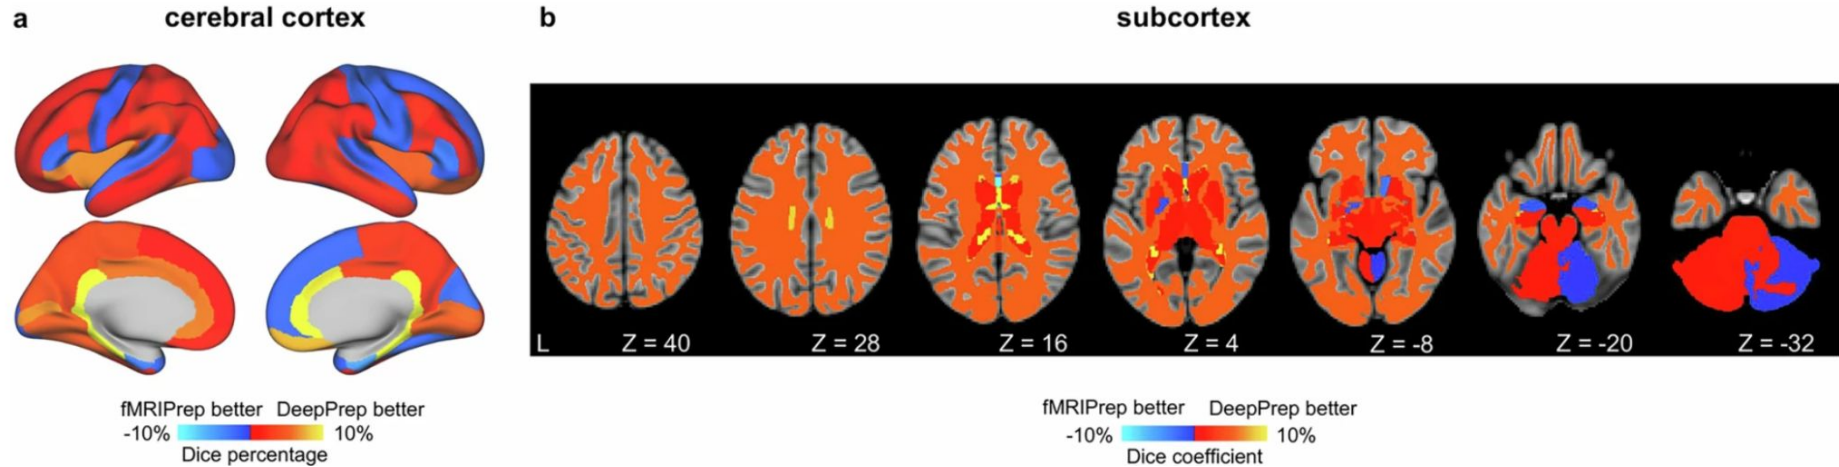 a cerebral cortex
b subcortex
L Z = 40 Z = 28 Z = 16 Z = 4 Z = -8 Z = -20 Z = -32
fMRIPrep better DeepPrep better
-10% 10%
Dice percentage
fMRIPrep better DeepPrep better
-10% 10%
Dice coefficient